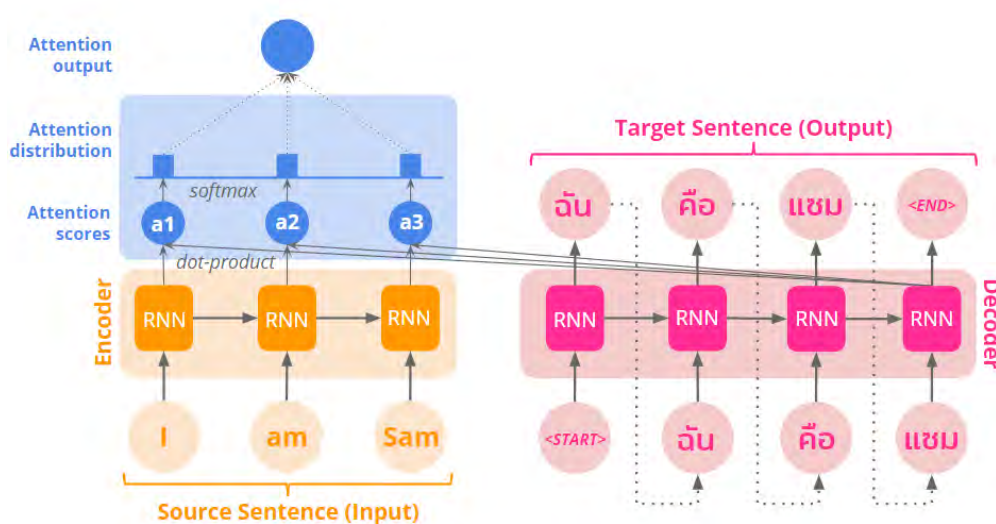 Attention
output
Attention
distribution
softmax
Attention
scores
a1
a2
a3
dot-product
Encoder
RNN
RNN
RNN
I
am
Sam
Source Sentence (Input)
Target Sentence (Output)
ฉัน
คือ
แซม
<END>
RNN
RNN
RNN
RNN
Decoder
<START>
ฉัน
คือ
แซม